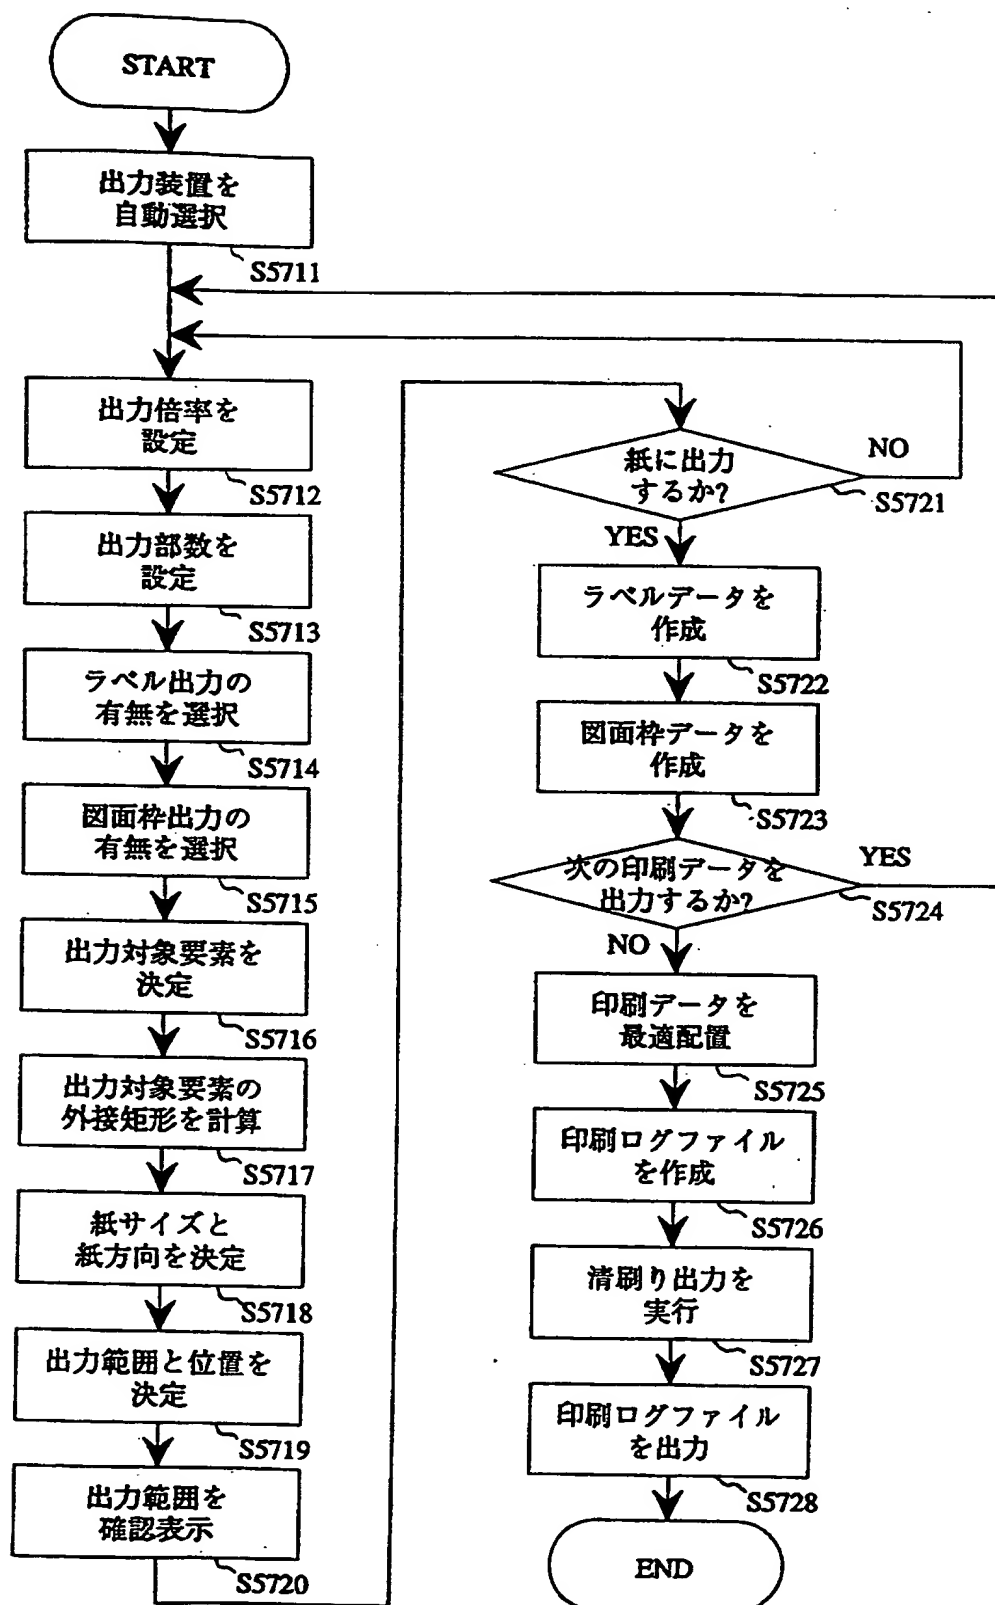 START
出力装置を
自動選択
S5711
出力倍率を
設定
S5712
出力部数を
設定
S5713
ラベル出力の
有無を選択
S5714
図面枠出力の
有無を選択
S5715
出力対象要素を
決定
S5716
出力対象要素の
外接矩形を計算
S5717
紙サイズと
紙方向を決定
S5718
出力範囲と位置を
決定
S5719
出力範囲を
確認表示
S5720
紙に出力
するか?
NO
S5721
YES
ラベルデータを
作成
S5722
図面枠データを
作成
S5723
次の印刷データを
出力するか?
YES
S5724
NO
印刷データを
最適配置
S5725
印刷ログファイル
を作成
S5726
清刷り出力を
実行
S5727
印刷ログファイル
を出力
S5728
END